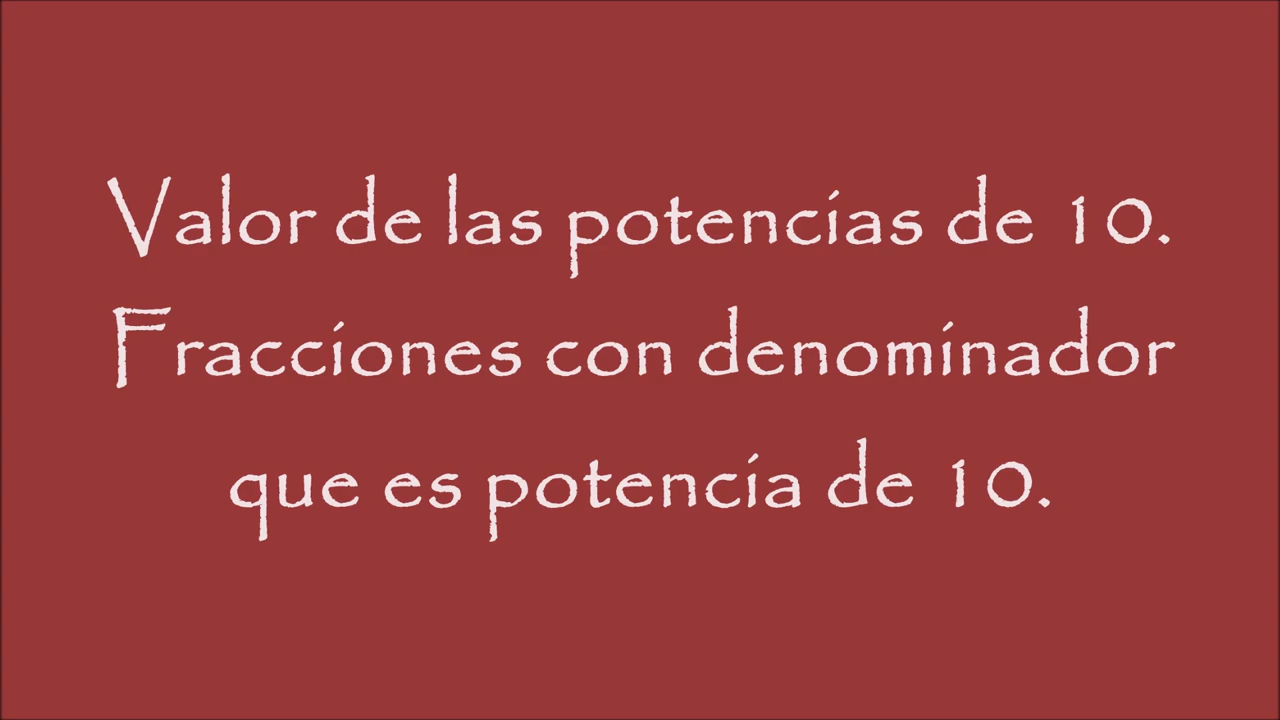 Valor de las potencias de 10.
Fracciones con denominador
que es potencia de 10.